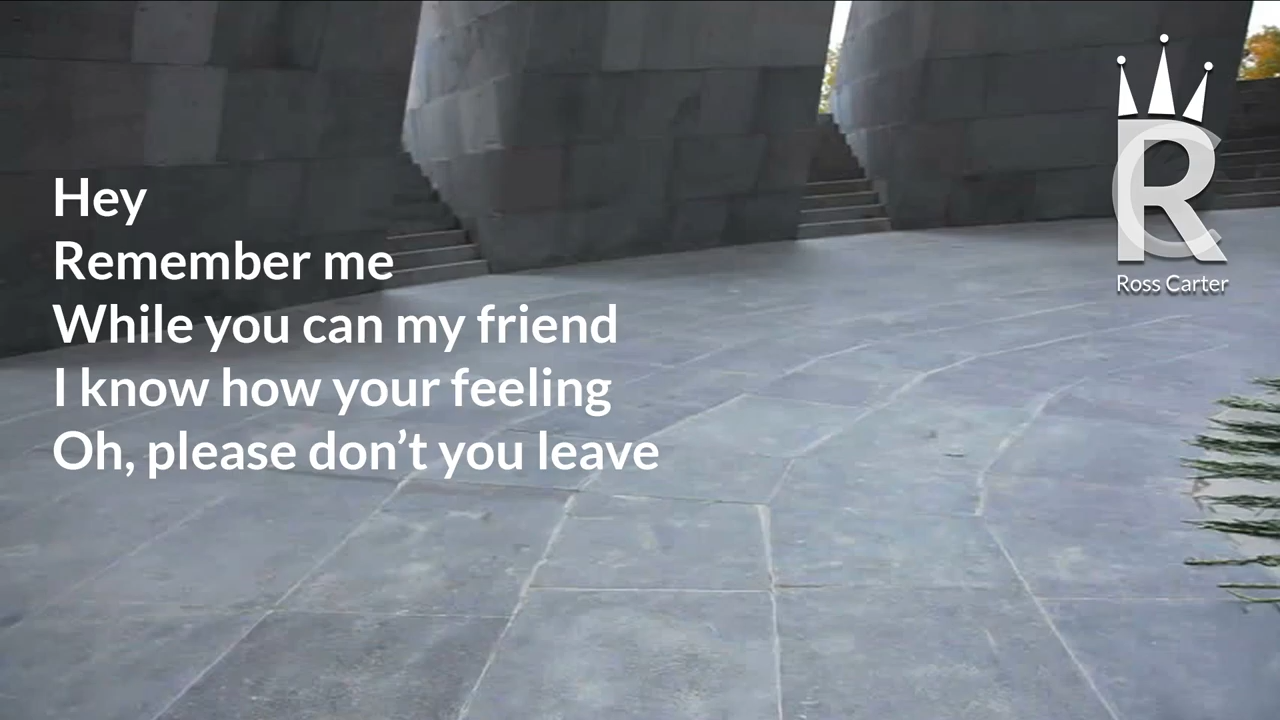 Hey
Remember me
While you can my friend
I know how your feeling
Oh, please don’t you leave
RC
Ross Carter